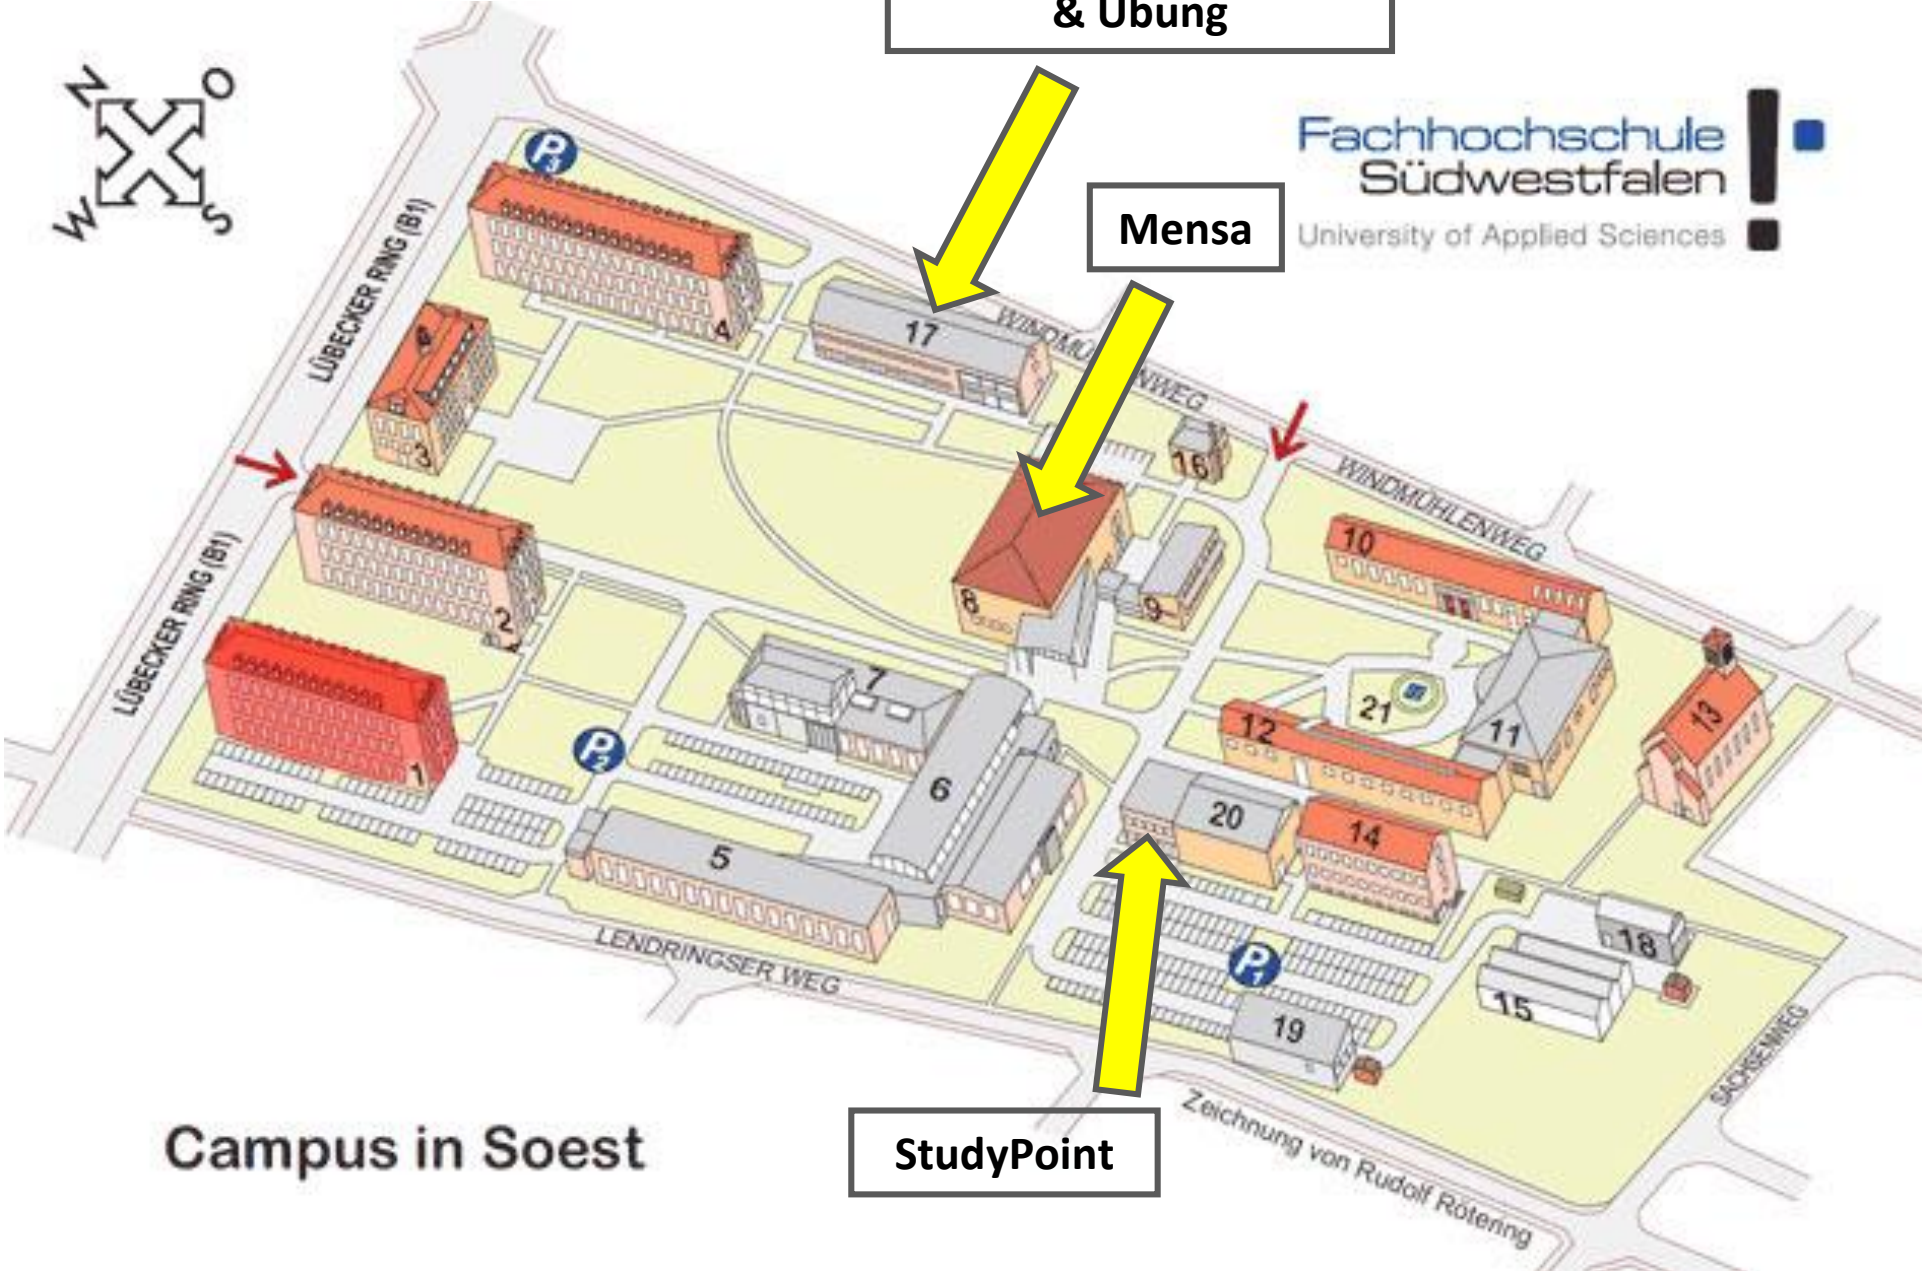 & Übung
N
O
W
S
Fachhochschule
Südwestfalen
University of Applied Sciences
Mensa
StudyPoint
P3
P2
P1
LÜBECKER RING (B1)
LÜBECKER RING (B1)
WINDMÜ
NWEG
WINDMÜHLENWEG
LENDRINGSER WEG
SACHSENWEG
1
2
3
4
5
6
7
8
9
10
11
12
13
14
15
16
17
18
19
20
21
Campus in Soest
Zeichnung von Rudolf Rötering